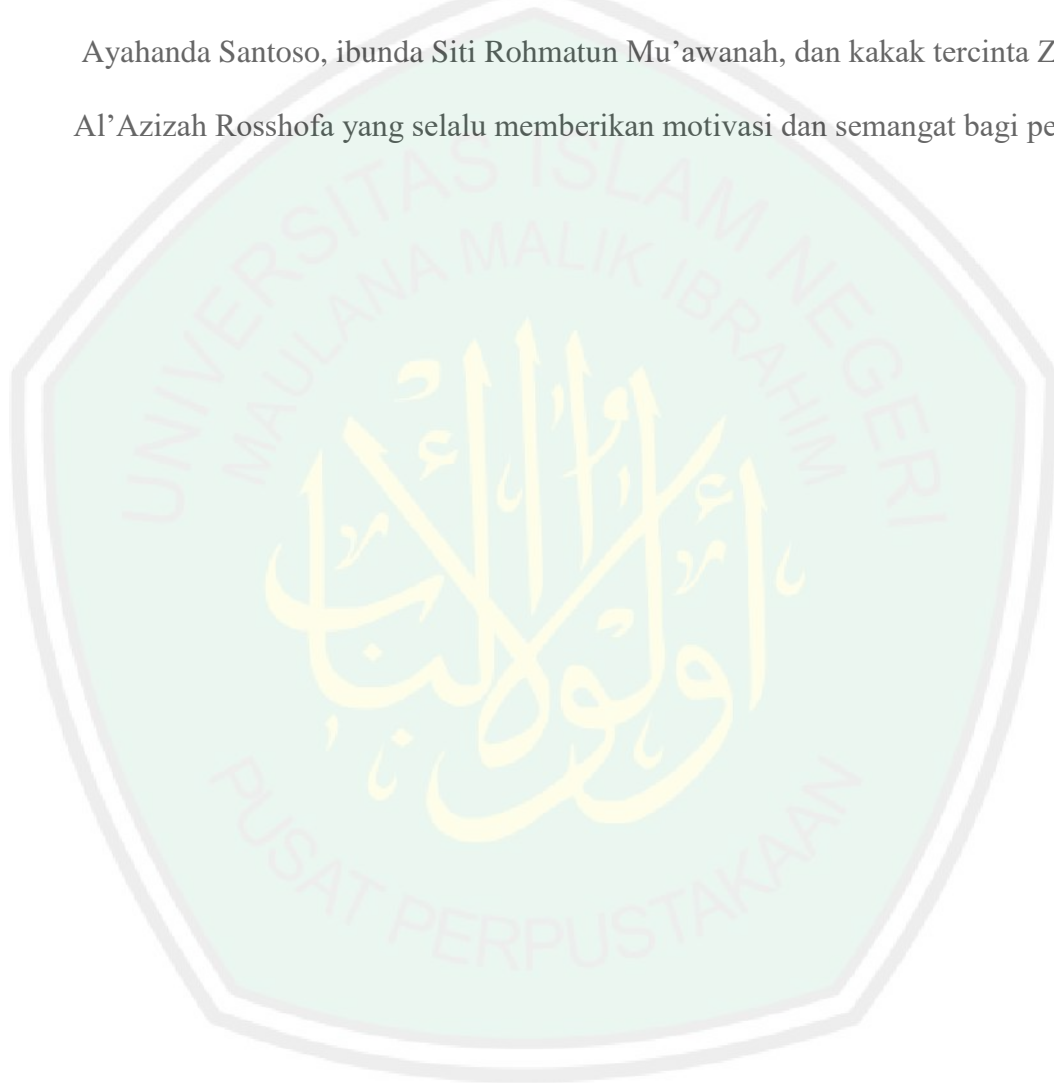 Ayahanda Santoso, ibunda Siti Rohmatun Mu’awanah, dan kakak tercinta Z
Al’Azizah Rosshofa yang selalu memberikan motivasi dan semangat bagi pe
UNIVERSITAS ISLAM NEGERI
MAULANA MALIK IBRAHIM
أولوا الألباب
PUSAT PERPUSTAKAAN